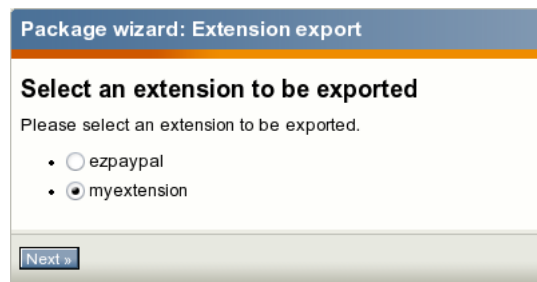 Package wizard: Extension export
Select an extension to be exported
Please select an extension to be exported.
ezpaypal
myextension
Next »